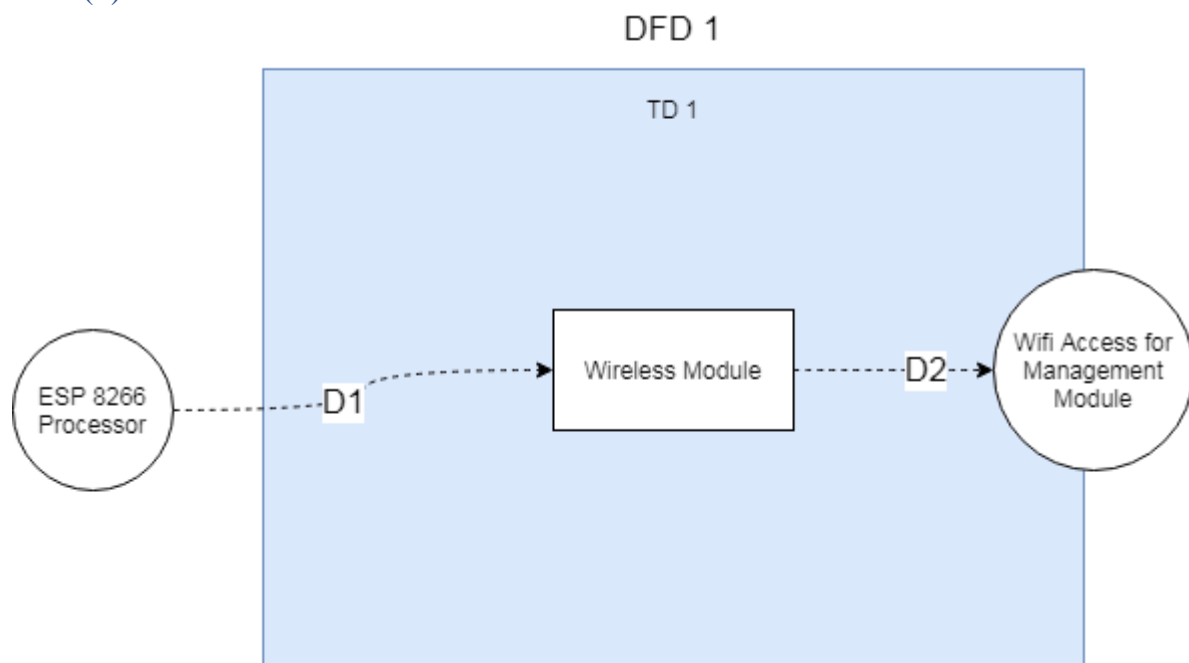 DFD 1
TD 1
ESP 8266
Processor
D1
Wireless Module
D2
Wifi Access for
Management
Module